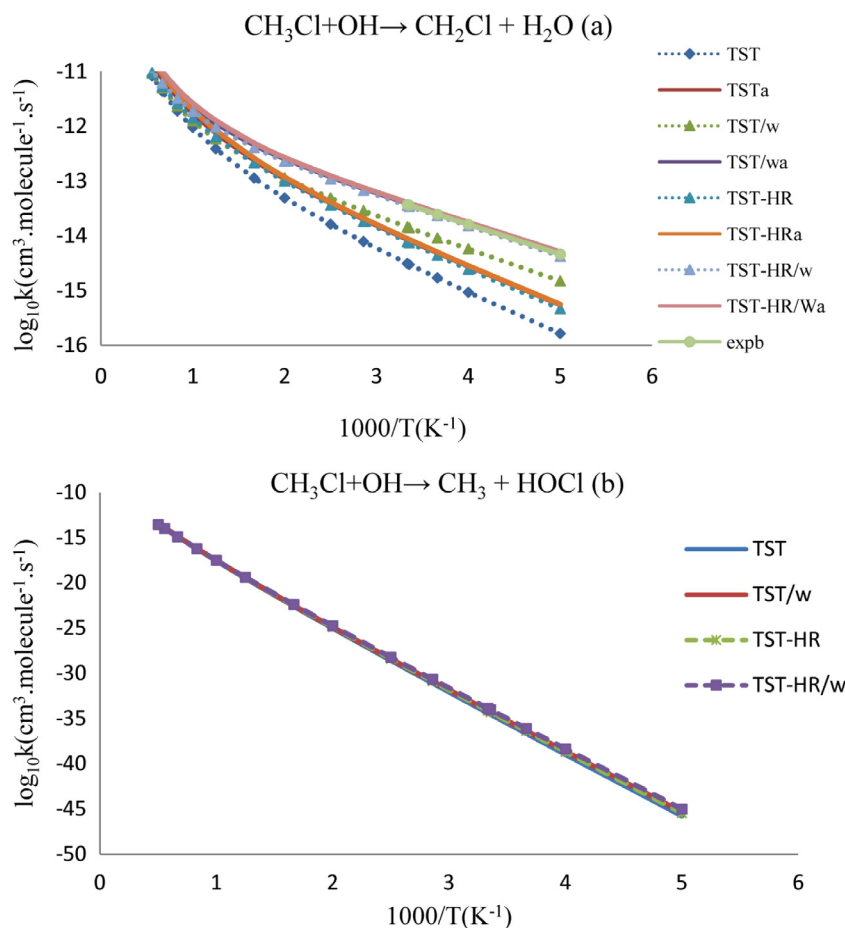 CH₃Cl+OH→ CH₂Cl + H₂O (a)
log₁₀k(cm³.molecule⁻¹.s⁻¹)
-11
-12
-13
-14
-15
-16
0 1 2 3 4 5 6
1000/T(K⁻¹)
TST
TSTa
TST/w
TST/wa
TST-HR
TST-HRa
TST-HR/w
TST-HR/Wa
expb
CH₃Cl+OH→ CH₃ + HOCl (b)
log₁₀k(cm³.molecule⁻¹.s⁻¹)
-10
-15
-20
-25
-30
-35
-40
-45
-50
0 1 2 3 4 5 6
1000/T(K⁻¹)
TST
TST/w
TST-HR
TST-HR/w